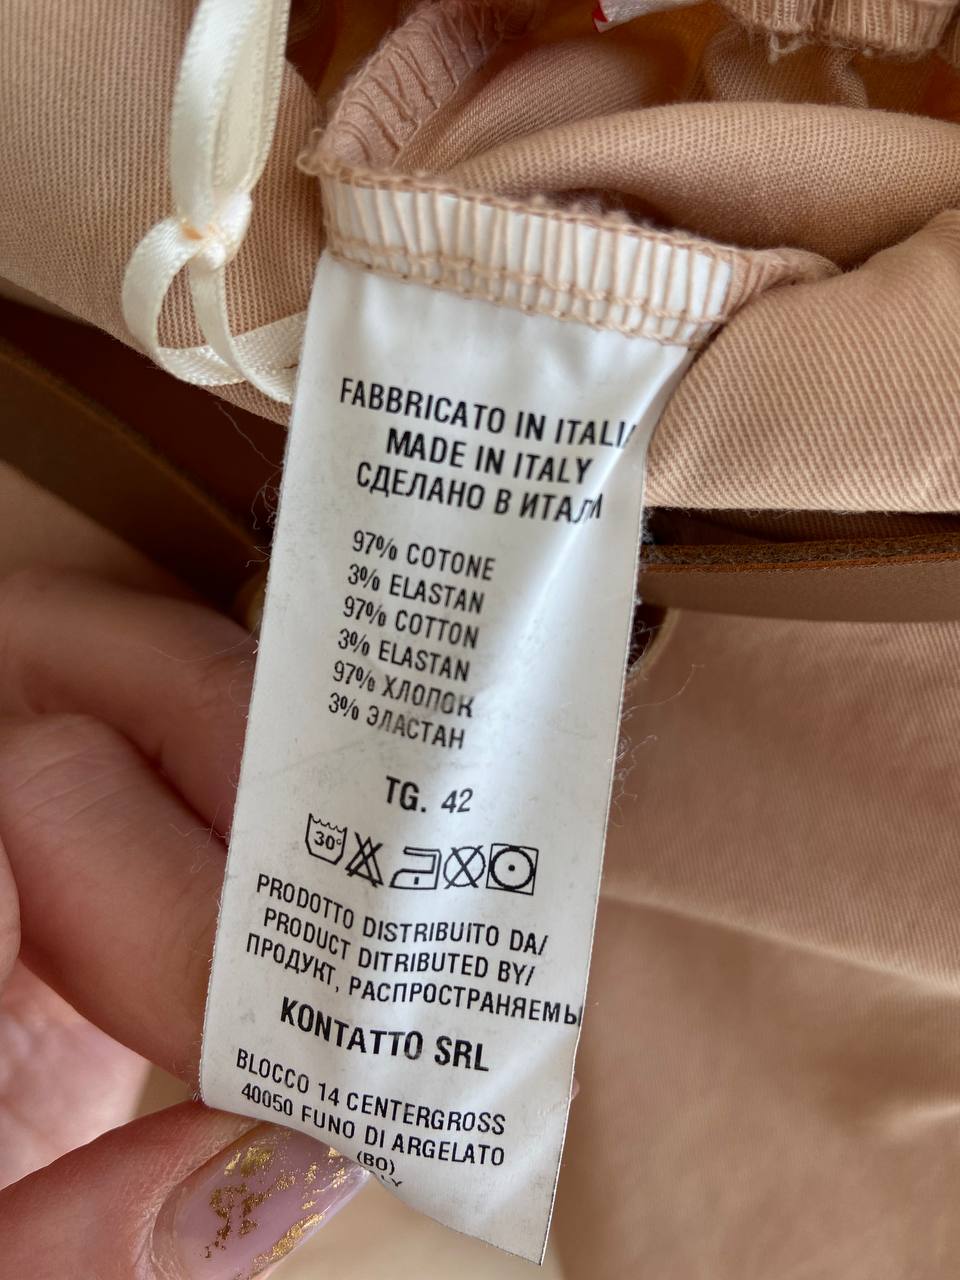 FABBRICATO IN ITALI
MADE IN ITALY
СДЕЛАНО В ИТАЛИ
97% COTONE
3% ELASTAN
97% COTTON
3% ELASTAN
97% ХЛОПОК
3% ЭЛАСТАН
TG. 42
30°
PRODOTTO DISTRIBUITO DA/
PRODUCT DITRIBUTED BY/
ПРОДУКТ, РАСПРОСТРАНЯЕМЫ
KONTATTO SRL
BLOCCO 14 CENTERGROSS
40050 FUNO DI ARGELATO
(BO)